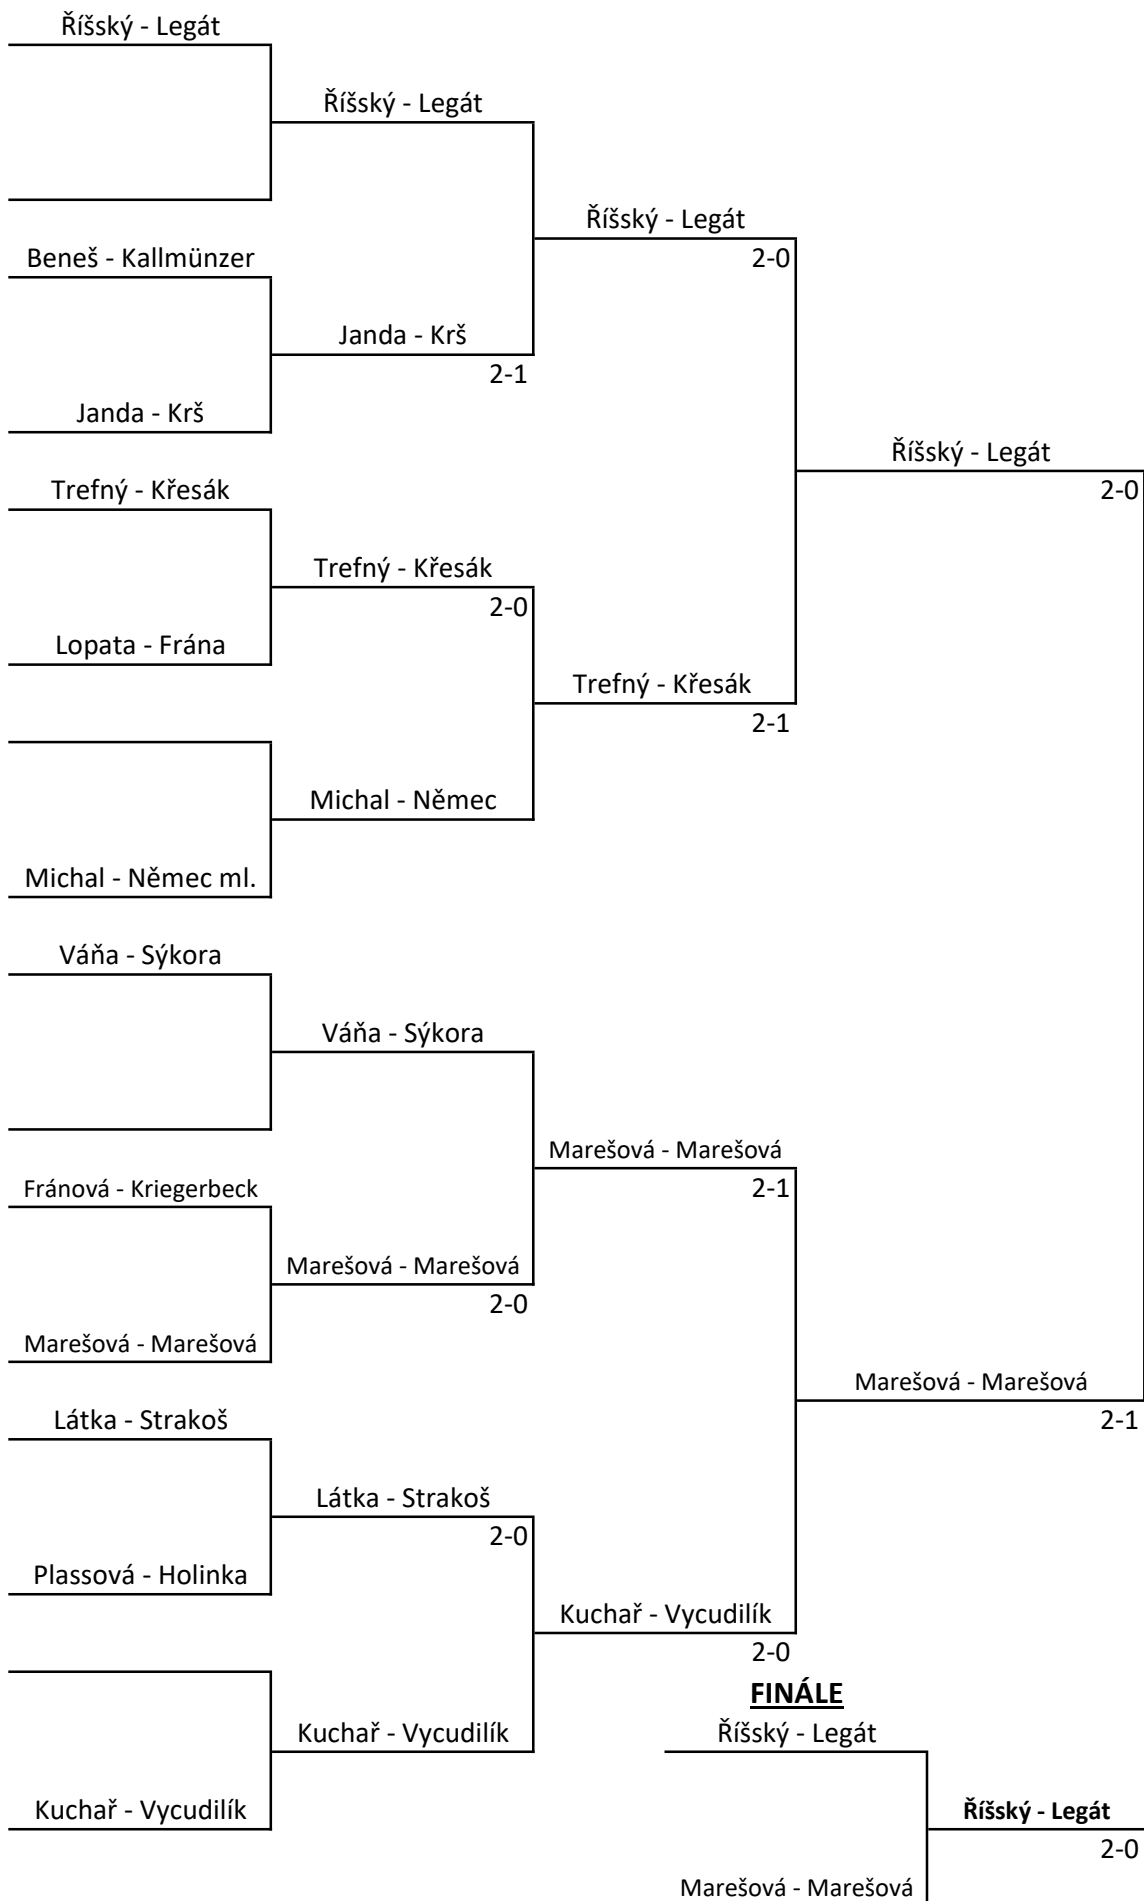 Říšský - Legát
Říšský - Legát
Říšský - Legát
2-0
Beneš - Kallmünzer
Janda - Krš
2-1
Janda - Krš
Říšský - Legát
2-0
Trefný - Křesák
Trefný - Křesák
2-0
Lopata - Frána
Trefný - Křesák
2-1
Michal - Němec
Michal - Němec ml.
Váňa - Sýkora
Váňa - Sýkora
Marešová - Marešová
2-1
Fránová - Kriegerbeck
Marešová - Marešová
2-0
Marešová - Marešová
Marešová - Marešová
2-1
Látka - Strakoš
Látka - Strakoš
2-0
Plassová - Holinka
Kuchař - Vycudilík
2-0
FINÁLE
Kuchař - Vycudilík
Říšský - Legát
Kuchař - Vycudilík
Říšský - Legát
2-0
Marešová - Marešová